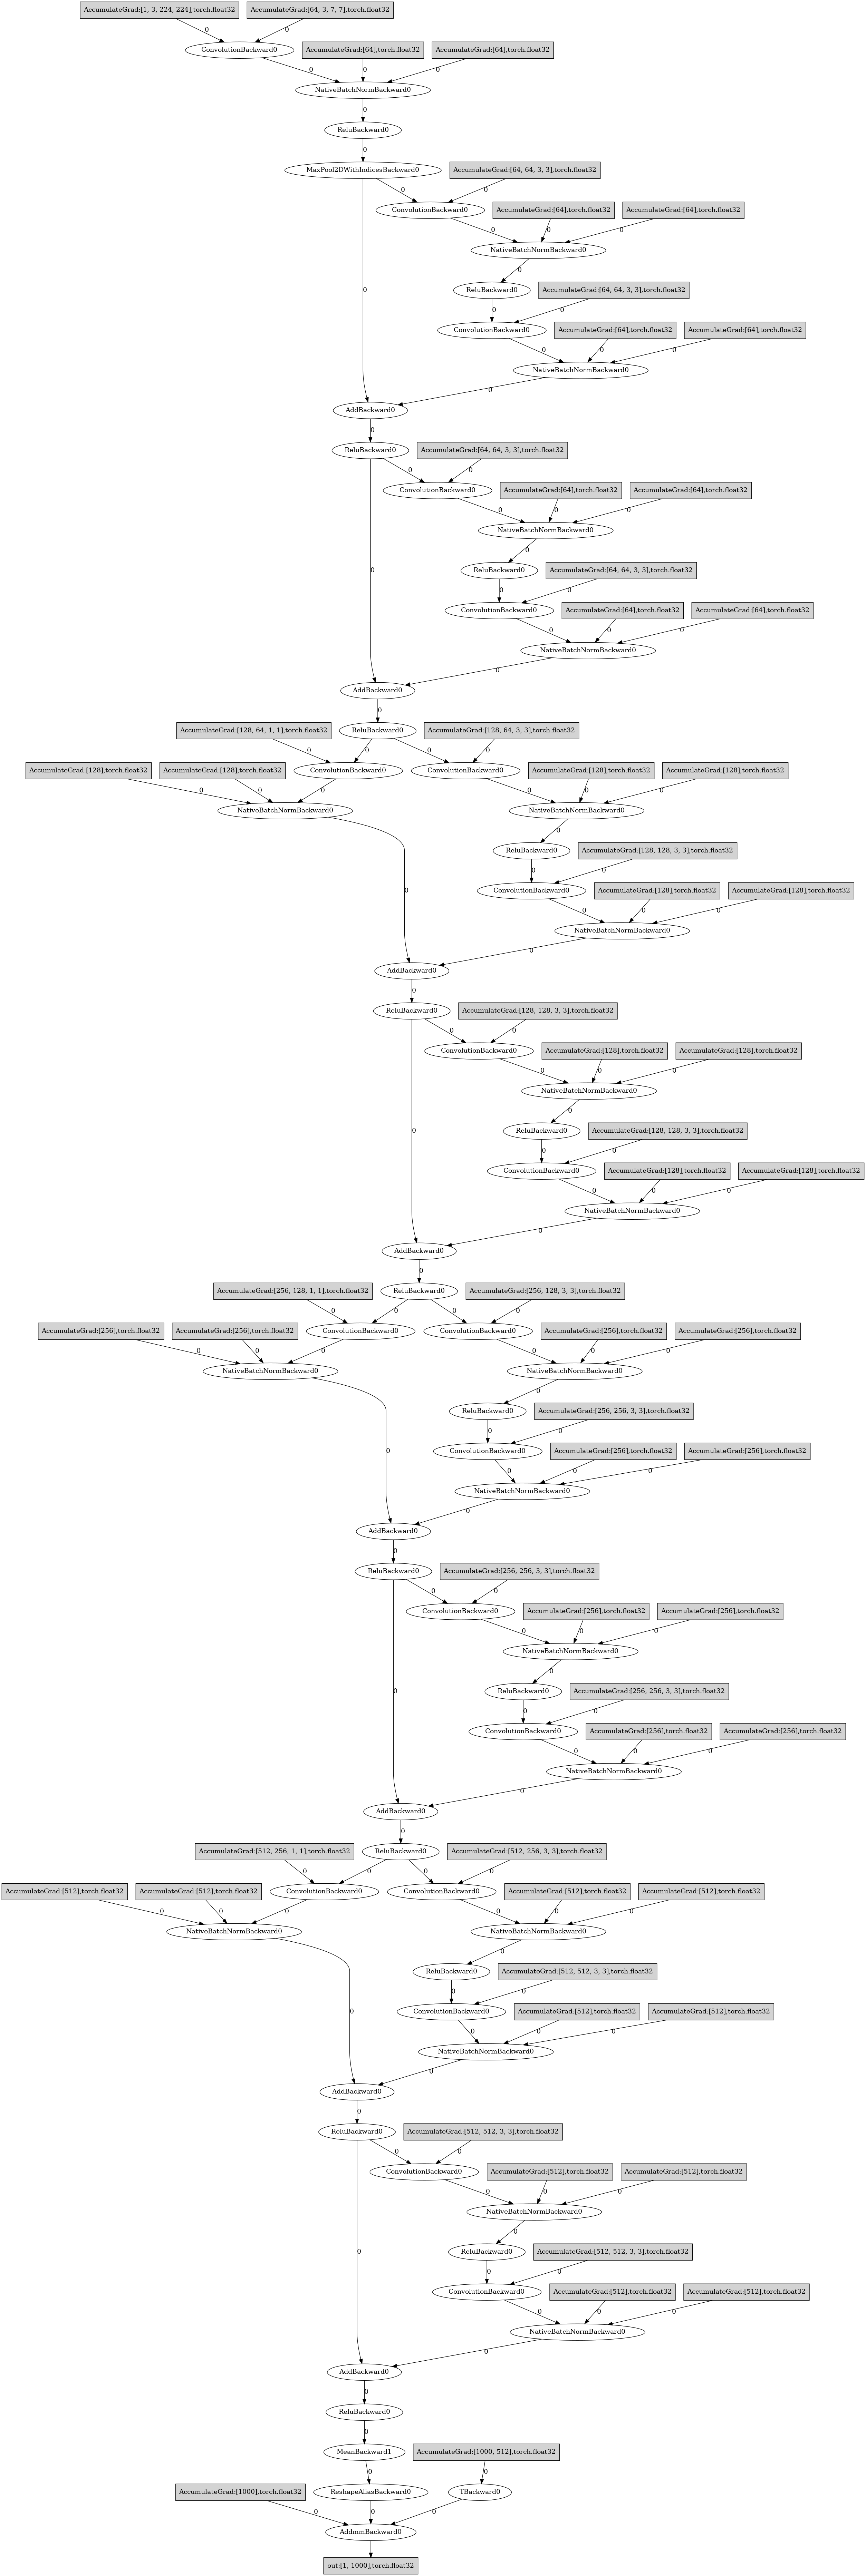 AccumulateGrad:[1, 3, 224, 224],torch.float32 AccumulateGrad:[64, 3, 7, 7],torch.float32
0 0
ConvolutionBackward0 AccumulateGrad:[64],torch.float32 AccumulateGrad:[64],torch.float32
0 0 0
NativeBatchNormBackward0
0
ReluBackward0
0
MaxPool2DWithIndicesBackward0 AccumulateGrad:[64, 64, 3, 3],torch.float32
0 0
ConvolutionBackward0 AccumulateGrad:[64],torch.float32 AccumulateGrad:[64],torch.float32
0 0 0
NativeBatchNormBackward0
0
0 ReluBackward0 AccumulateGrad:[64, 64, 3, 3],torch.float32
0 0
ConvolutionBackward0 AccumulateGrad:[64],torch.float32 AccumulateGrad:[64],torch.float32
0 0 0
NativeBatchNormBackward0
0
AddBackward0
0
ReluBackward0 AccumulateGrad:[64, 64, 3, 3],torch.float32
0 0
ConvolutionBackward0 AccumulateGrad:[64],torch.float32 AccumulateGrad:[64],torch.float32
0 0 0
NativeBatchNormBackward0
0
0 ReluBackward0 AccumulateGrad:[64, 64, 3, 3],torch.float32
0 0
ConvolutionBackward0 AccumulateGrad:[64],torch.float32 AccumulateGrad:[64],torch.float32
0 0 0
NativeBatchNormBackward0
0
AddBackward0
0
AccumulateGrad:[128, 64, 1, 1],torch.float32 ReluBackward0 AccumulateGrad:[128, 64, 3, 3],torch.float32
0 0 0 0
AccumulateGrad:[128],torch.float32 AccumulateGrad:[128],torch.float32 ConvolutionBackward0 ConvolutionBackward0 AccumulateGrad:[128],torch.float32 AccumulateGrad:[128],torch.float32
0 0 0 0 0 0
NativeBatchNormBackward0 NativeBatchNormBackward0
0
ReluBackward0 AccumulateGrad:[128, 128, 3, 3],torch.float32
0 0
0 ConvolutionBackward0 AccumulateGrad:[128],torch.float32 AccumulateGrad:[128],torch.float32
0 0 0
NativeBatchNormBackward0
0
AddBackward0
0
ReluBackward0 AccumulateGrad:[128, 128, 3, 3],torch.float32
0 0
ConvolutionBackward0 AccumulateGrad:[128],torch.float32 AccumulateGrad:[128],torch.float32
0 0 0
NativeBatchNormBackward0
0
0 ReluBackward0 AccumulateGrad:[128, 128, 3, 3],torch.float32
0 0
ConvolutionBackward0 AccumulateGrad:[128],torch.float32 AccumulateGrad:[128],torch.float32
0 0 0
NativeBatchNormBackward0
0
AddBackward0
0
AccumulateGrad:[256, 128, 1, 1],torch.float32 ReluBackward0 AccumulateGrad:[256, 128, 3, 3],torch.float32
0 0 0 0
AccumulateGrad:[256],torch.float32 AccumulateGrad:[256],torch.float32 ConvolutionBackward0 ConvolutionBackward0 AccumulateGrad:[256],torch.float32 AccumulateGrad:[256],torch.float32
0 0 0 0 0 0
NativeBatchNormBackward0 NativeBatchNormBackward0
0
ReluBackward0 AccumulateGrad:[256, 256, 3, 3],torch.float32
0 0
0 ConvolutionBackward0 AccumulateGrad:[256],torch.float32 AccumulateGrad:[256],torch.float32
0 0 0
NativeBatchNormBackward0
0
AddBackward0
0
ReluBackward0 AccumulateGrad:[256, 256, 3, 3],torch.float32
0 0
ConvolutionBackward0 AccumulateGrad:[256],torch.float32 AccumulateGrad:[256],torch.float32
0 0 0
NativeBatchNormBackward0
0
0 ReluBackward0 AccumulateGrad:[256, 256, 3, 3],torch.float32
0 0
ConvolutionBackward0 AccumulateGrad:[256],torch.float32 AccumulateGrad:[256],torch.float32
0 0 0
NativeBatchNormBackward0
0
AddBackward0
0
AccumulateGrad:[512, 256, 1, 1],torch.float32 ReluBackward0 AccumulateGrad:[512, 256, 3, 3],torch.float32
0 0 0 0
AccumulateGrad:[512],torch.float32 AccumulateGrad:[512],torch.float32 ConvolutionBackward0 ConvolutionBackward0 AccumulateGrad:[512],torch.float32 AccumulateGrad:[512],torch.float32
0 0 0 0 0 0
NativeBatchNormBackward0 NativeBatchNormBackward0
0
ReluBackward0 AccumulateGrad:[512, 512, 3, 3],torch.float32
0 0
0 ConvolutionBackward0 AccumulateGrad:[512],torch.float32 AccumulateGrad:[512],torch.float32
0 0 0
NativeBatchNormBackward0
0
AddBackward0
0
ReluBackward0 AccumulateGrad:[512, 512, 3, 3],torch.float32
0 0
ConvolutionBackward0 AccumulateGrad:[512],torch.float32 AccumulateGrad:[512],torch.float32
0 0 0
NativeBatchNormBackward0
0
0 ReluBackward0 AccumulateGrad:[512, 512, 3, 3],torch.float32
0 0
ConvolutionBackward0 AccumulateGrad:[512],torch.float32 AccumulateGrad:[512],torch.float32
0 0 0
NativeBatchNormBackward0
0
AddBackward0
0
ReluBackward0
0
MeanBackward1 AccumulateGrad:[1000, 512],torch.float32
0 0
AccumulateGrad:[1000],torch.float32 ReshapeAliasBackward0 TBackward0
0 0 0
AddmmBackward0
out:[1, 1000],torch.float32